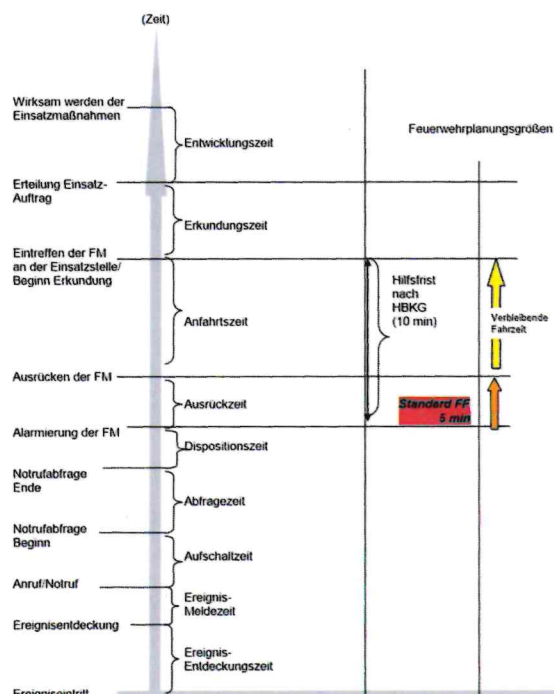 (Zeit)
Wirksam werden der
Einsatzmaßnahmen
Feuerwehrplanungsgrößen
Entwicklungszeit
Erteilung Einsatz-
Auftrag
Erkundungszeit
Eintreffen der FM
an der Einsatzstelle/
Beginn Erkundung
Hilfsfrist
nach
HBKG
(10 min)
Verbleibende
Fahrzeit
Anfahrtszeit
Ausrücken der FM
Ausrückzeit
Standard FF
5 min
Alarmierung der FM
Dispositionszeit
Notrufabfrage
Ende
Abfragezeit
Notrufabfrage
Beginn
Aufschaltzeit
Anruf/Notruf
Ereignis-
Meldezeit
Ereignisentdeckung
Ereignis-
Entdeckungszeit
Ereigniseintritt